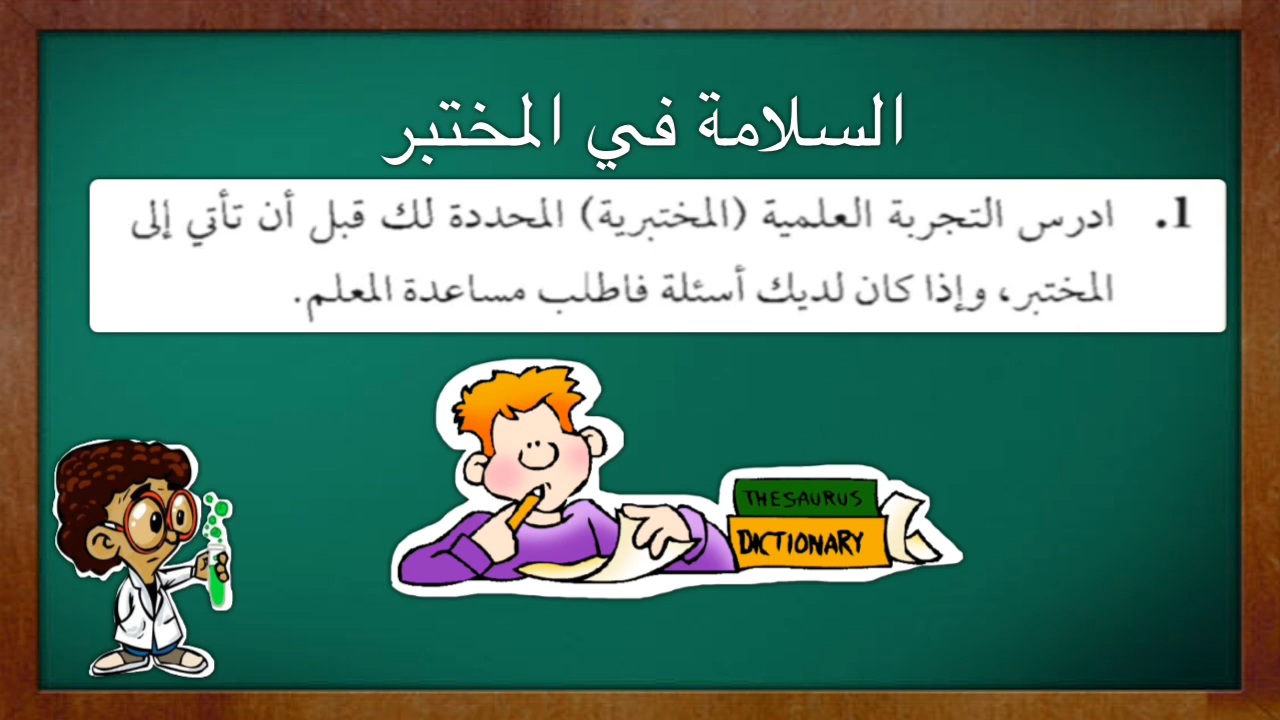 السلامة في المختبر
1. ادرس التجربة العلمية (المختبرية) المحددة لك قبل أن تأتي إلى
المختبر، وإذا كان لديك أسئلة فاطلب مساعدة المعلم.
THESAURUS
DICTIONARY